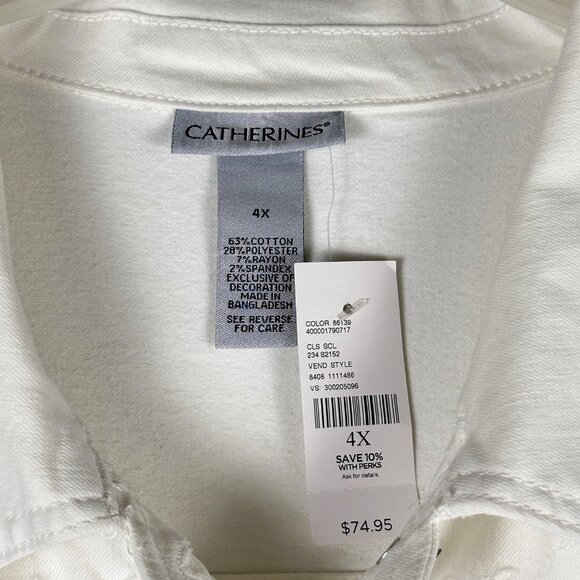 CATHERINES®
4X
63%COTTON
28%POLYESTER
7%RAYON
2%SPANDEX
EXCLUSIVE OF
DECORATION
MADE IN
BANGLADESH
SEE REVERSE
FOR CARE
COLOR 86139
400001790717
CLS SCL
234 S2152
VEND STYLE
8408 1111486
VS: 300205096
4X
SAVE 10%
WITH PERKS
Ask for details
$74.95